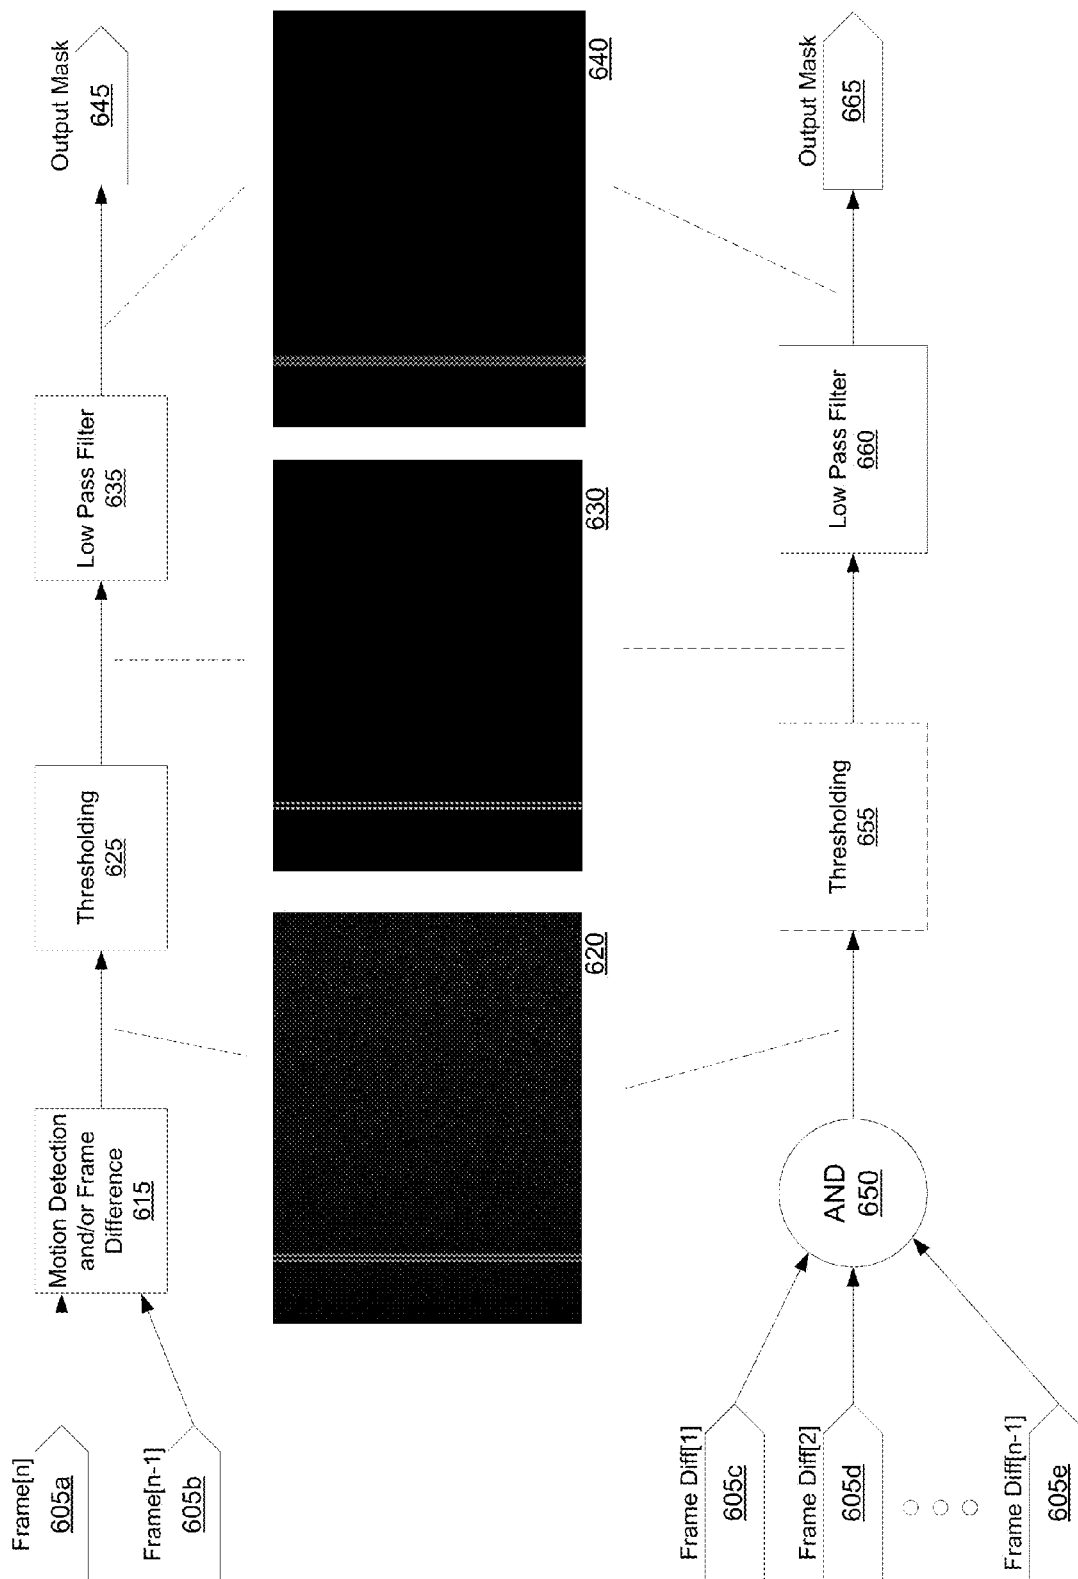 Frame[n]
605a
Frame[n-1]
605b
Motion Detection
and/or Frame
Difference
615
Thresholding
625
Low Pass Filter
635
Output Mask
645
620
630
640
Frame Diff[1]
605c
Frame Diff[2]
605d
Frame Diff[n-1]
605e
AND
650
Thresholding
655
Low Pass Filter
660
Output Mask
665